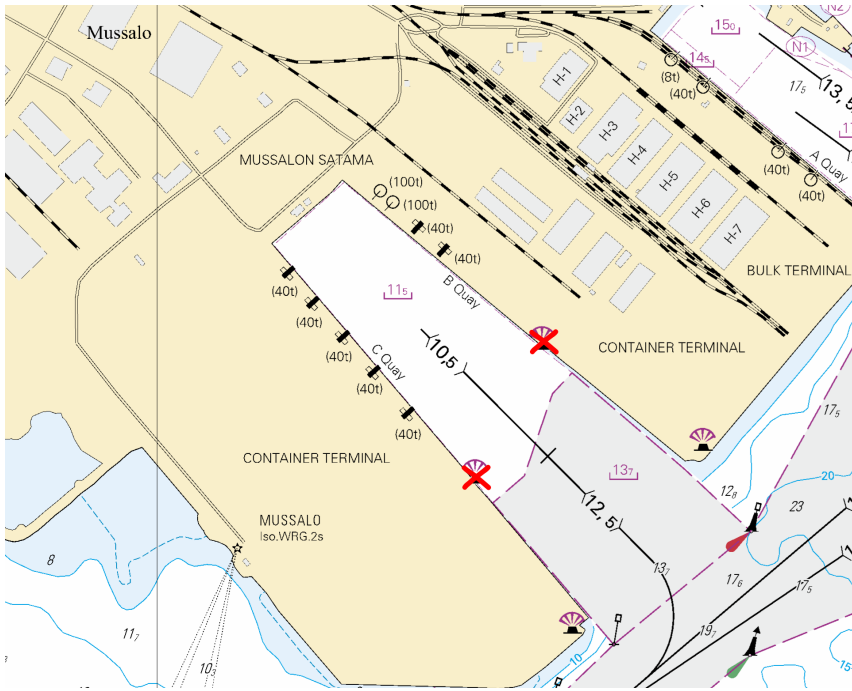 Mussalo
N2
15₀
N1
14₅
17₅
(13,5
(8t)
(40t)
H-1
H-2
H-3
H-4
H-5
H-6
H-7
A Quay
(40t)
(40t)
MUSSALON SATAMA
(100t)
(100t)
(40t)
(40t)
BULK TERMINAL
(40t)
(40t)
(40t)
(40t)
(40t)
11₅
B Quay
(10,5)
C Quay
CONTAINER TERMINAL
17₅
CONTAINER TERMINAL
13₇
20
12₈
23
(12,5)
MUSSALO
Iso.WRG.2s
8
13₁
17₆
17₅
19₇
11₇
10₃
10
15